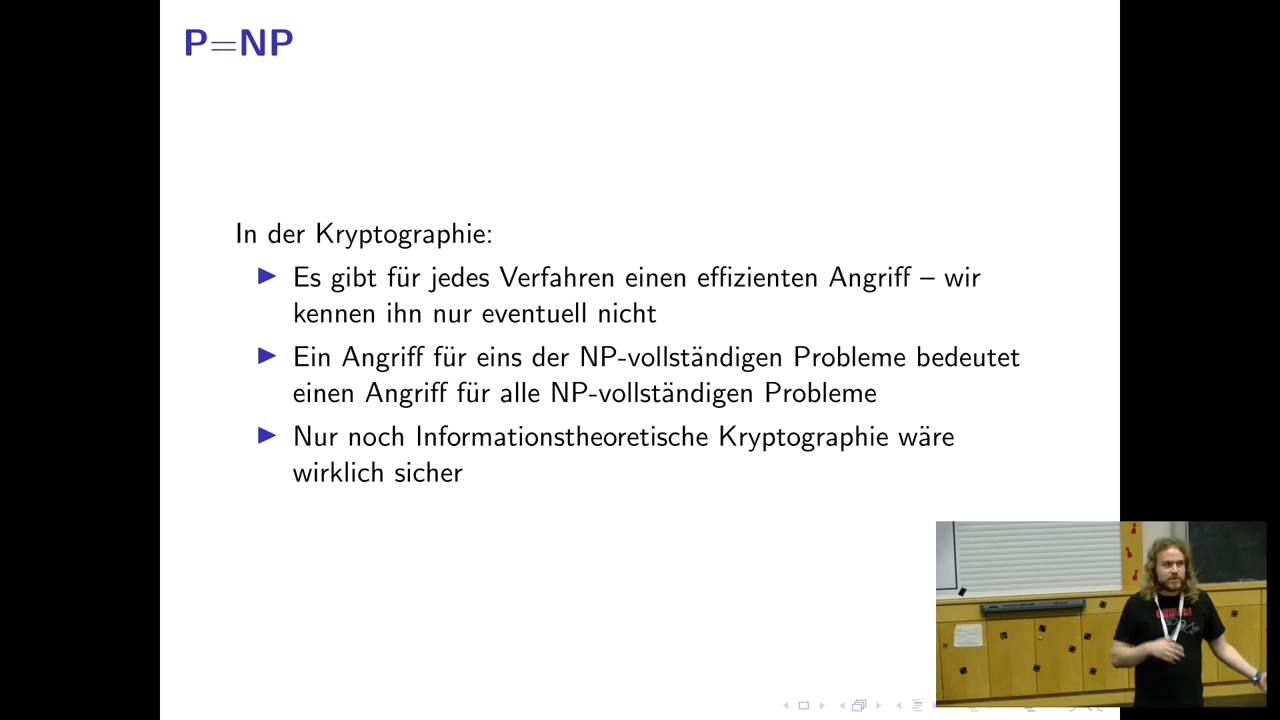 P=NP
In der Kryptographie:
Es gibt für jedes Verfahren einen effizienten Angriff – wir
kennen ihn nur eventuell nicht
Ein Angriff für eins der NP-vollständigen Probleme bedeutet
einen Angriff für alle NP-vollständigen Probleme
Nur noch Informationstheoretische Kryptographie wäre
wirklich sicher